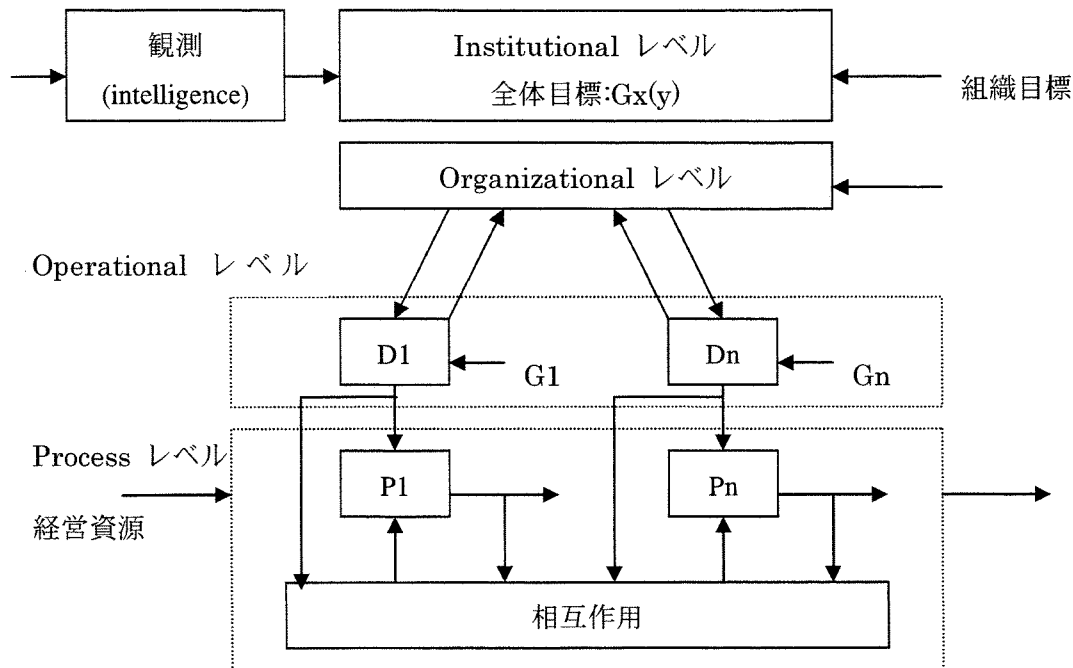 観測
(intelligence)
Institutional レベル
全体目標:Gx(y)
組織目標
Organizational レベル
Operational レベル
D1
G1
Dn
Gn
Process レベル
P1
Pn
経営資源
相互作用